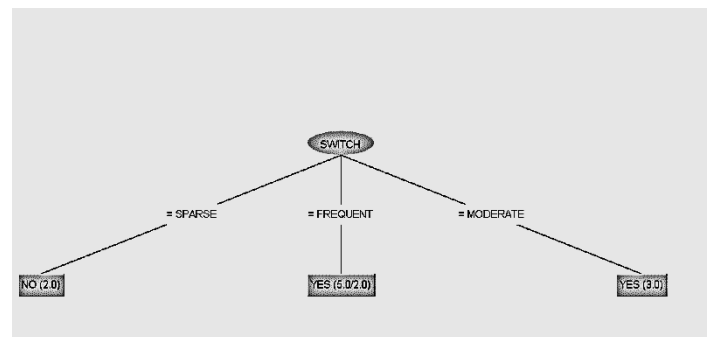 SWITCH
= SPARSE
= FREQUENT
= MODERATE
NO (2.0)
YES (5.0/2.0)
YES (3.0)